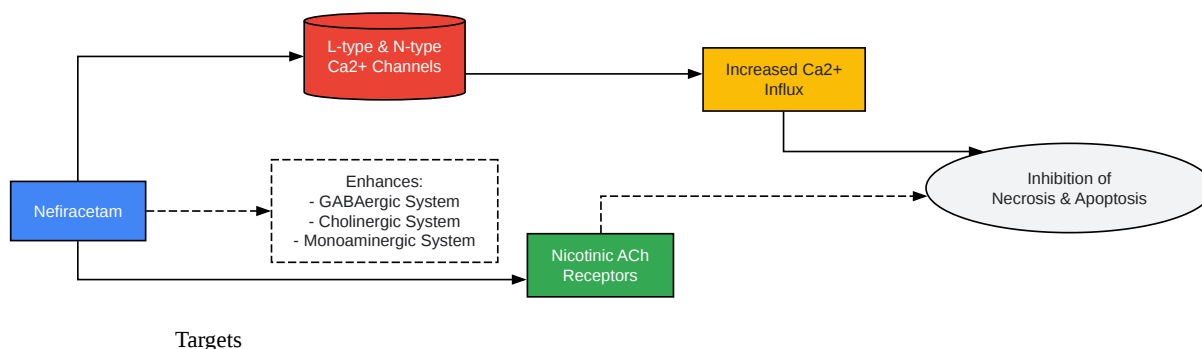 L-type & N-type
Ca2+ Channels
Increased Ca2+
Influx
Nefiracetam
Enhances:
- GABAergic System
- Cholinergic System
- Monoaminergic System
Inhibition of
Necrosis & Apoptosis
Nicotinic ACh
Receptors
Targets